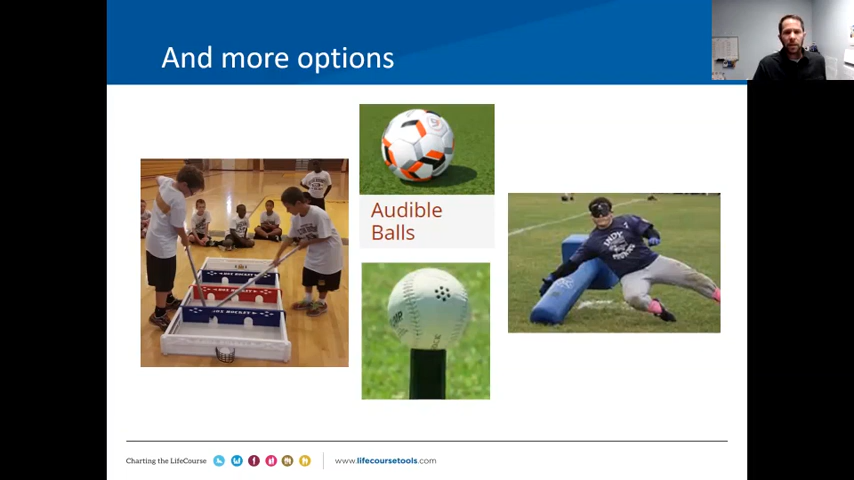 And more options
Audible
Balls
Charting the LifeCourse
www.lifecoursetools.com